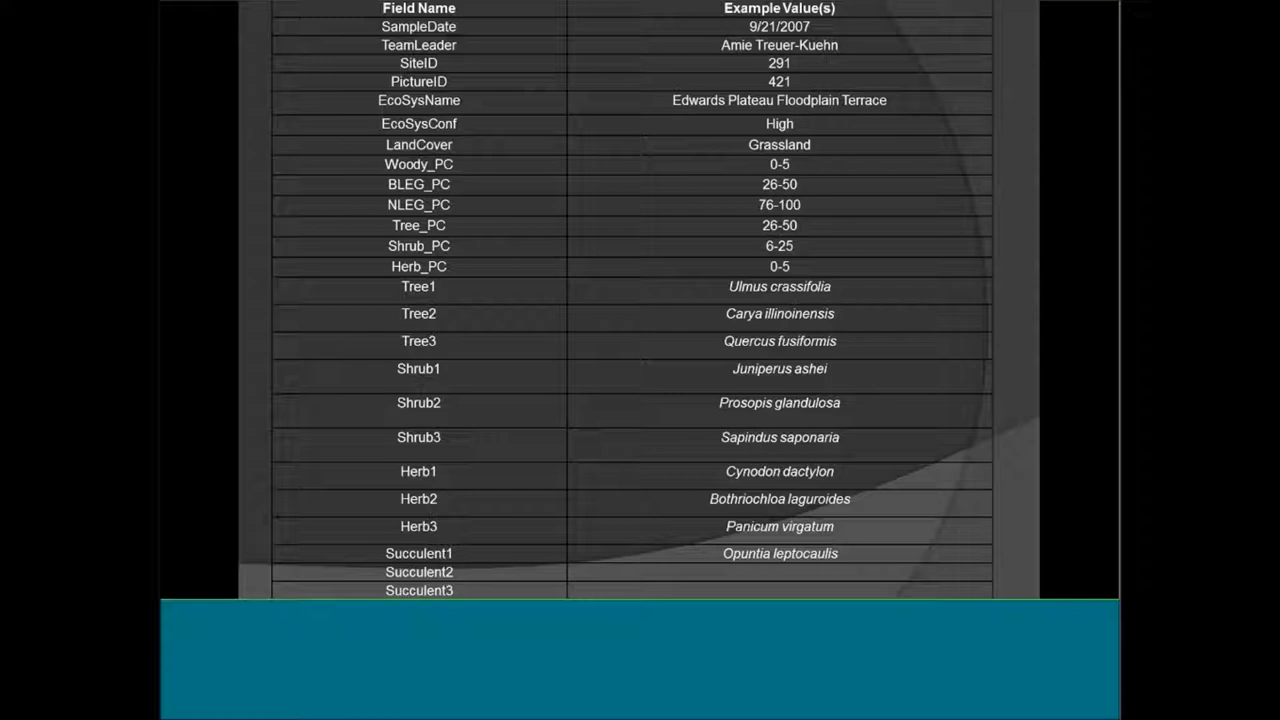 Field Name Example Value(s)
SampleDate 9/21/2007
TeamLeader Amie Treuer-Kuehn
SiteID 291
PictureID 421
EcoSysName Edwards Plateau Floodplain Terrace
EcoSysConf High
LandCover Grassland
Woody_PC 0-5
BLEG_PC 26-50
NLEG_PC 76-100
Tree_PC 26-50
Shrub_PC 6-25
Herb_PC 0-5
Tree1 Ulmus crassifolia
Tree2 Carya illinoinensis
Tree3 Quercus fusiformis
Shrub1 Juniperus ashei
Shrub2 Prosopis glandulosa
Shrub3 Sapindus saponaria
Herb1 Cynodon dactylon
Herb2 Bothriochloa laguroides
Herb3 Panicum virgatum
Succulent1 Opuntia leptocaulis
Succulent2
Succulent3